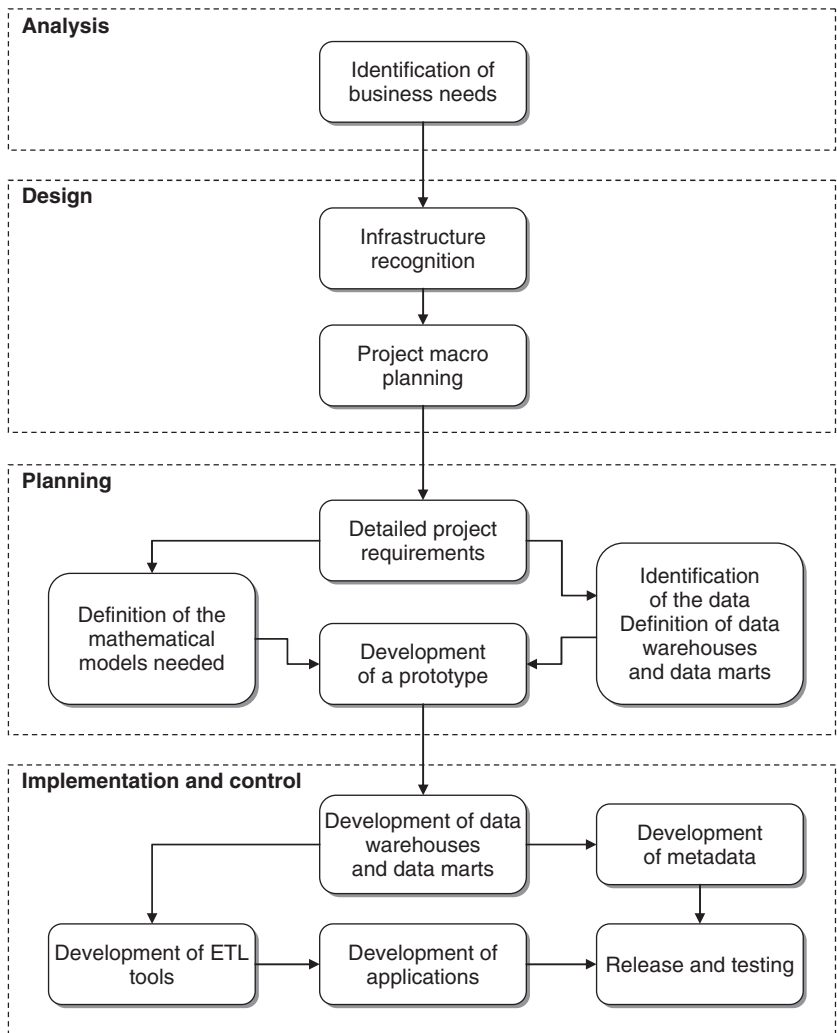 Analysis
Identification of
business needs
Design
Infrastructure
recognition
Project macro
planning
Planning
Detailed project
requirements
Definition of the
mathematical
models needed
Development
of a prototype
Identification
of the data
Definition of data
warehouses
and data marts
Implementation and control
Development of data
warehouses
and data marts
Development
of metadata
Development of ETL
tools
Development of
applications
Release and testing